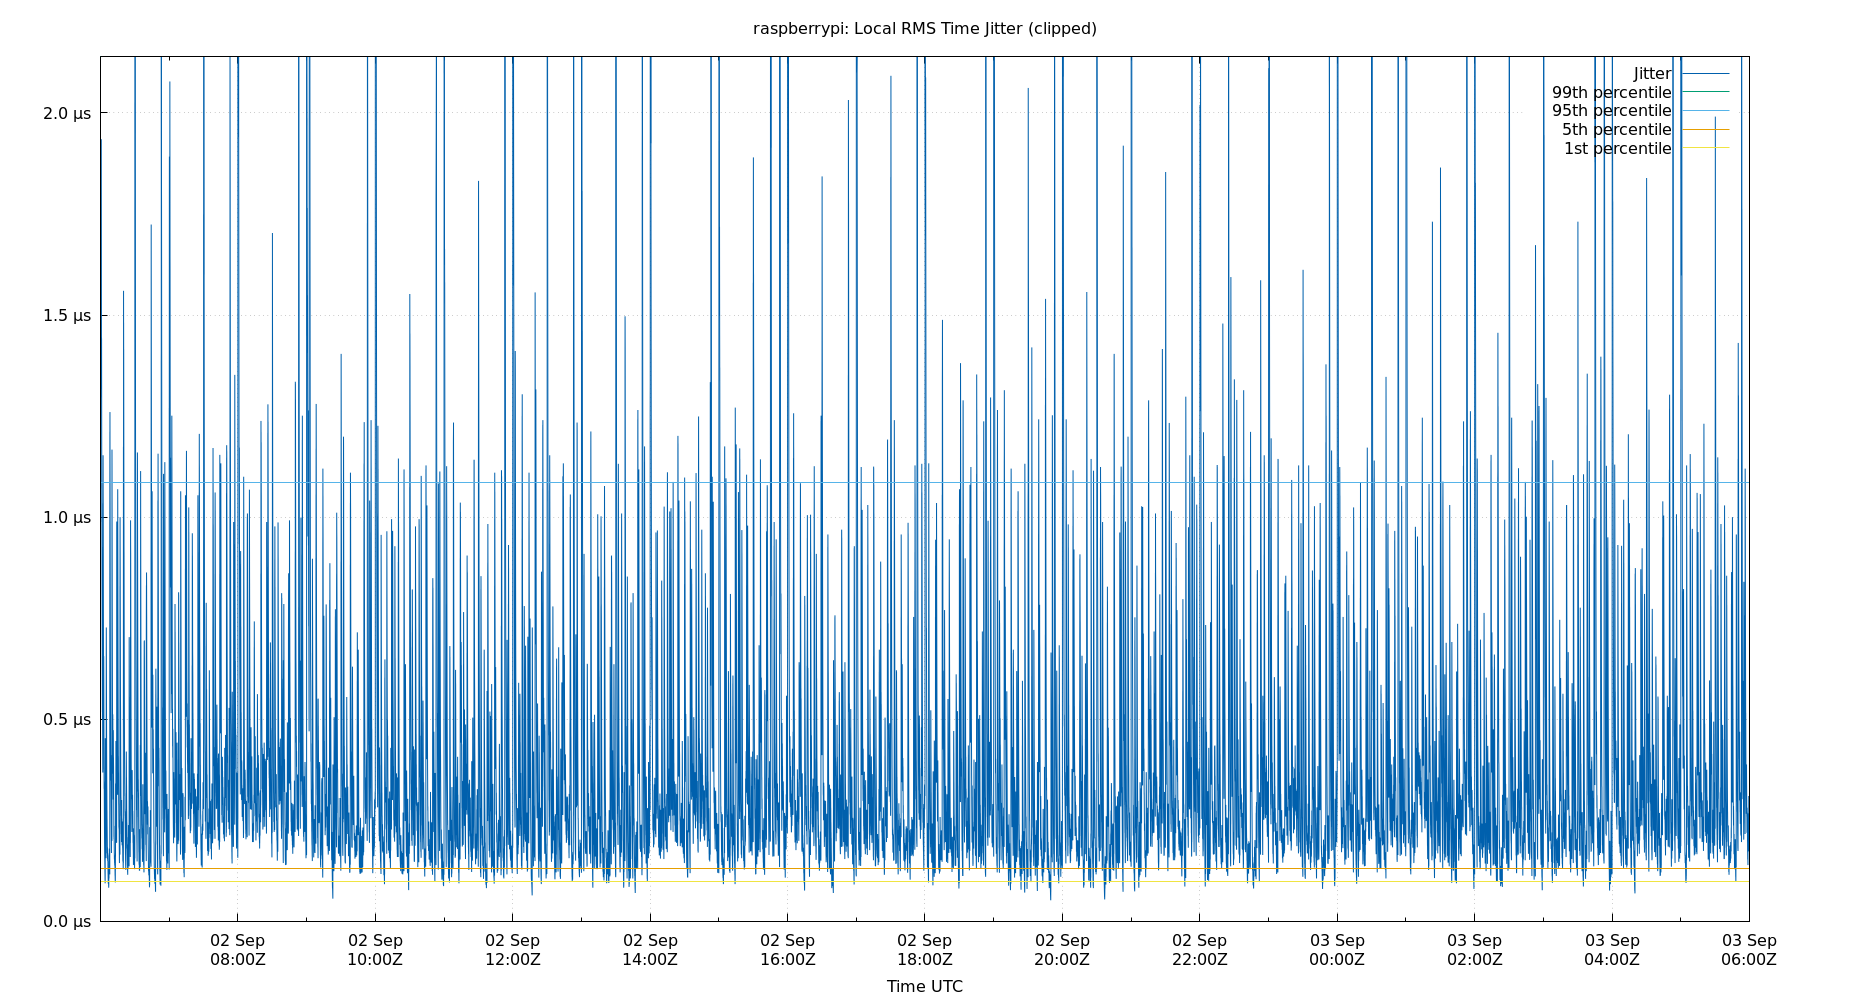 raspberrypi: Local RMS Time Jitter (clipped)
Jitter
99th percentile
95th percentile
5th percentile
1st percentile
2.0 µs
1.5 µs
1.0 µs
0.5 µs
0.0 µs
02 Sep 02 Sep 02 Sep 02 Sep 02 Sep 02 Sep 02 Sep 02 Sep 03 Sep 03 Sep 03 Sep 03 Sep
08:00Z 10:00Z 12:00Z 14:00Z 16:00Z 18:00Z 20:00Z 22:00Z 00:00Z 02:00Z 04:00Z 06:00Z
Time UTC